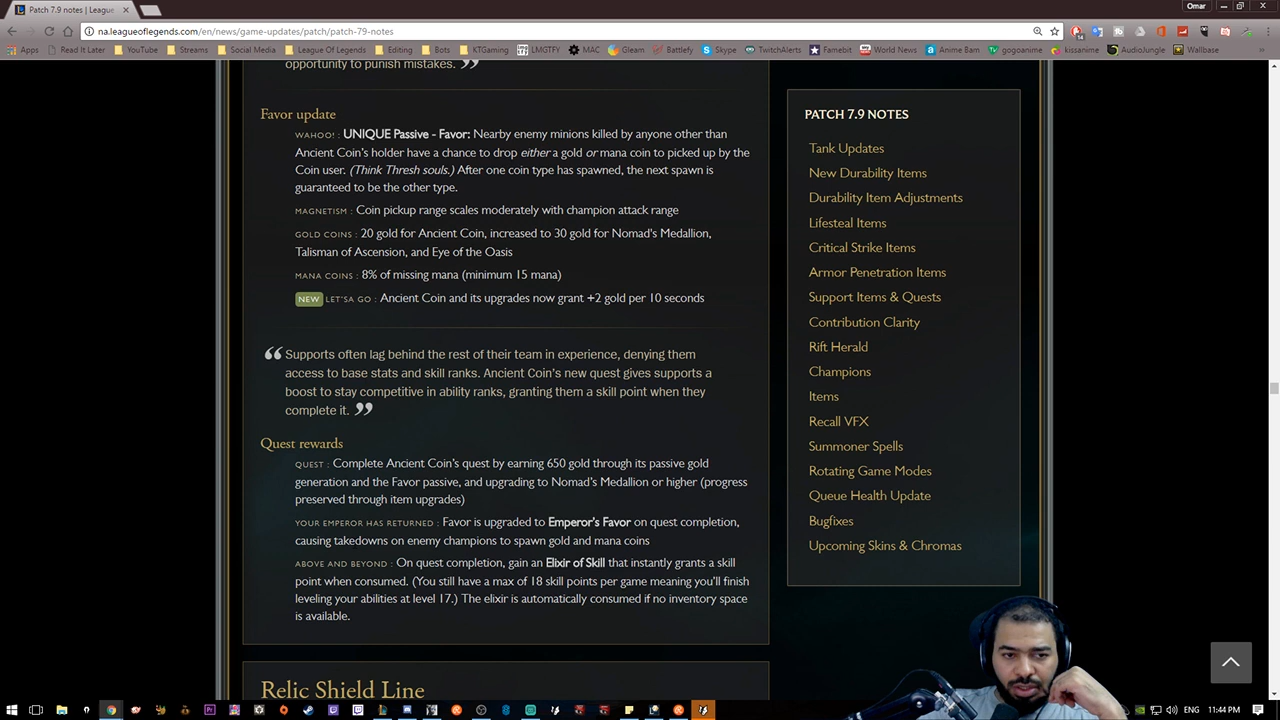 Patch 7.9 notes | League
Omar
na.leagueoflegends.com/en/news/game-updates/patch/patch-79-notes
Apps Read It Later YouTube Streams Social Media League Of Legends Editing Bots KTGaming LMGTFY MAC Gleam Battlefy Skype TwitchAlerts Famebit World News Anime Bam gogoanime kissanime AudioJungle Wallbase
opportunity to punish mistakes. ”
Favor update
WAHOO! : UNIQUE Passive - Favor: Nearby enemy minions killed by anyone other than
Ancient Coin's holder have a chance to drop either a gold or mana coin to picked up by the
Coin user. (Think Thresh souls.) After one coin type has spawned, the next spawn is
guaranteed to be the other type.
MAGNETISM : Coin pickup range scales moderately with champion attack range
GOLD COINS : 20 gold for Ancient Coin, increased to 30 gold for Nomad's Medallion,
Talisman of Ascension, and Eye of the Oasis
MANA COINS : 8% of missing mana (minimum 15 mana)
NEW LET'SA GO : Ancient Coin and its upgrades now grant +2 gold per 10 seconds
“ Supports often lag behind the rest of their team in experience, denying them
access to base stats and skill ranks. Ancient Coin's new quest gives supports a
boost to stay competitive in ability ranks, granting them a skill point when they
complete it. ”
Quest rewards
QUEST : Complete Ancient Coin's quest by earning 650 gold through its passive gold
generation and the Favor passive, and upgrading to Nomad's Medallion or higher (progress
preserved through item upgrades)
YOUR EMPEROR HAS RETURNED : Favor is upgraded to Emperor's Favor on quest completion,
causing takedowns on enemy champions to spawn gold and mana coins
ABOVE AND BEYOND : On quest completion, gain an Elixir of Skill that instantly grants a skill
point when consumed. (You still have a max of 18 skill points per game meaning you'll finish
leveling your abilities at level 17.) The elixir is automatically consumed if no inventory space
is available.
Relic Shield Line
PATCH 7.9 NOTES
Tank Updates
New Durability Items
Durability Item Adjustments
Lifesteal Items
Critical Strike Items
Armor Penetration Items
Support Items & Quests
Contribution Clarity
Rift Herald
Champions
Items
Recall VFX
Summoner Spells
Rotating Game Modes
Queue Health Update
Bugfixes
Upcoming Skins & Chromas
ENG 11:44 PM